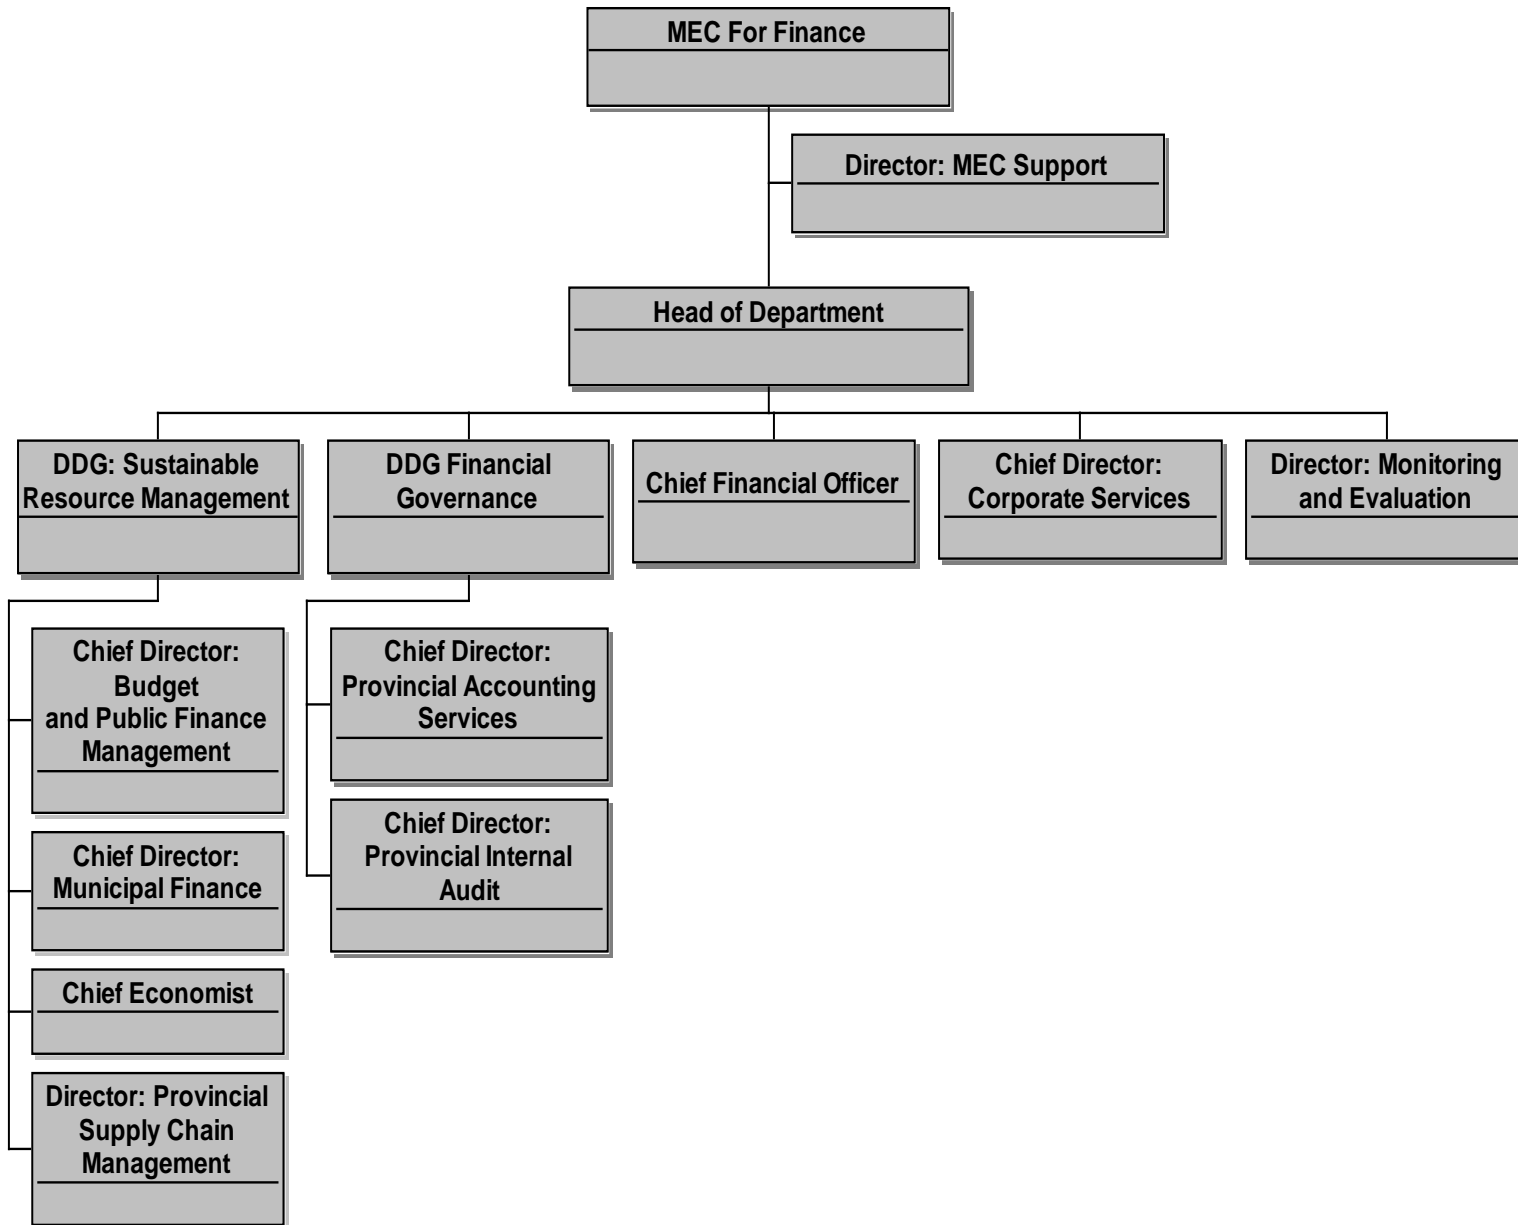 MEC For Finance
Director: MEC Support
Head of Department
DDG: Sustainable
Resource Management
DDG Financial
Governance
Chief Financial Officer
Chief Director:
Corporate Services
Director: Monitoring
and Evaluation
Chief Director:
Budget
and Public Finance
Management
Chief Director:
Municipal Finance
Chief Economist
Director: Provincial
Supply Chain
Management
Chief Director:
Provincial Accounting
Services
Chief Director:
Provincial Internal
Audit